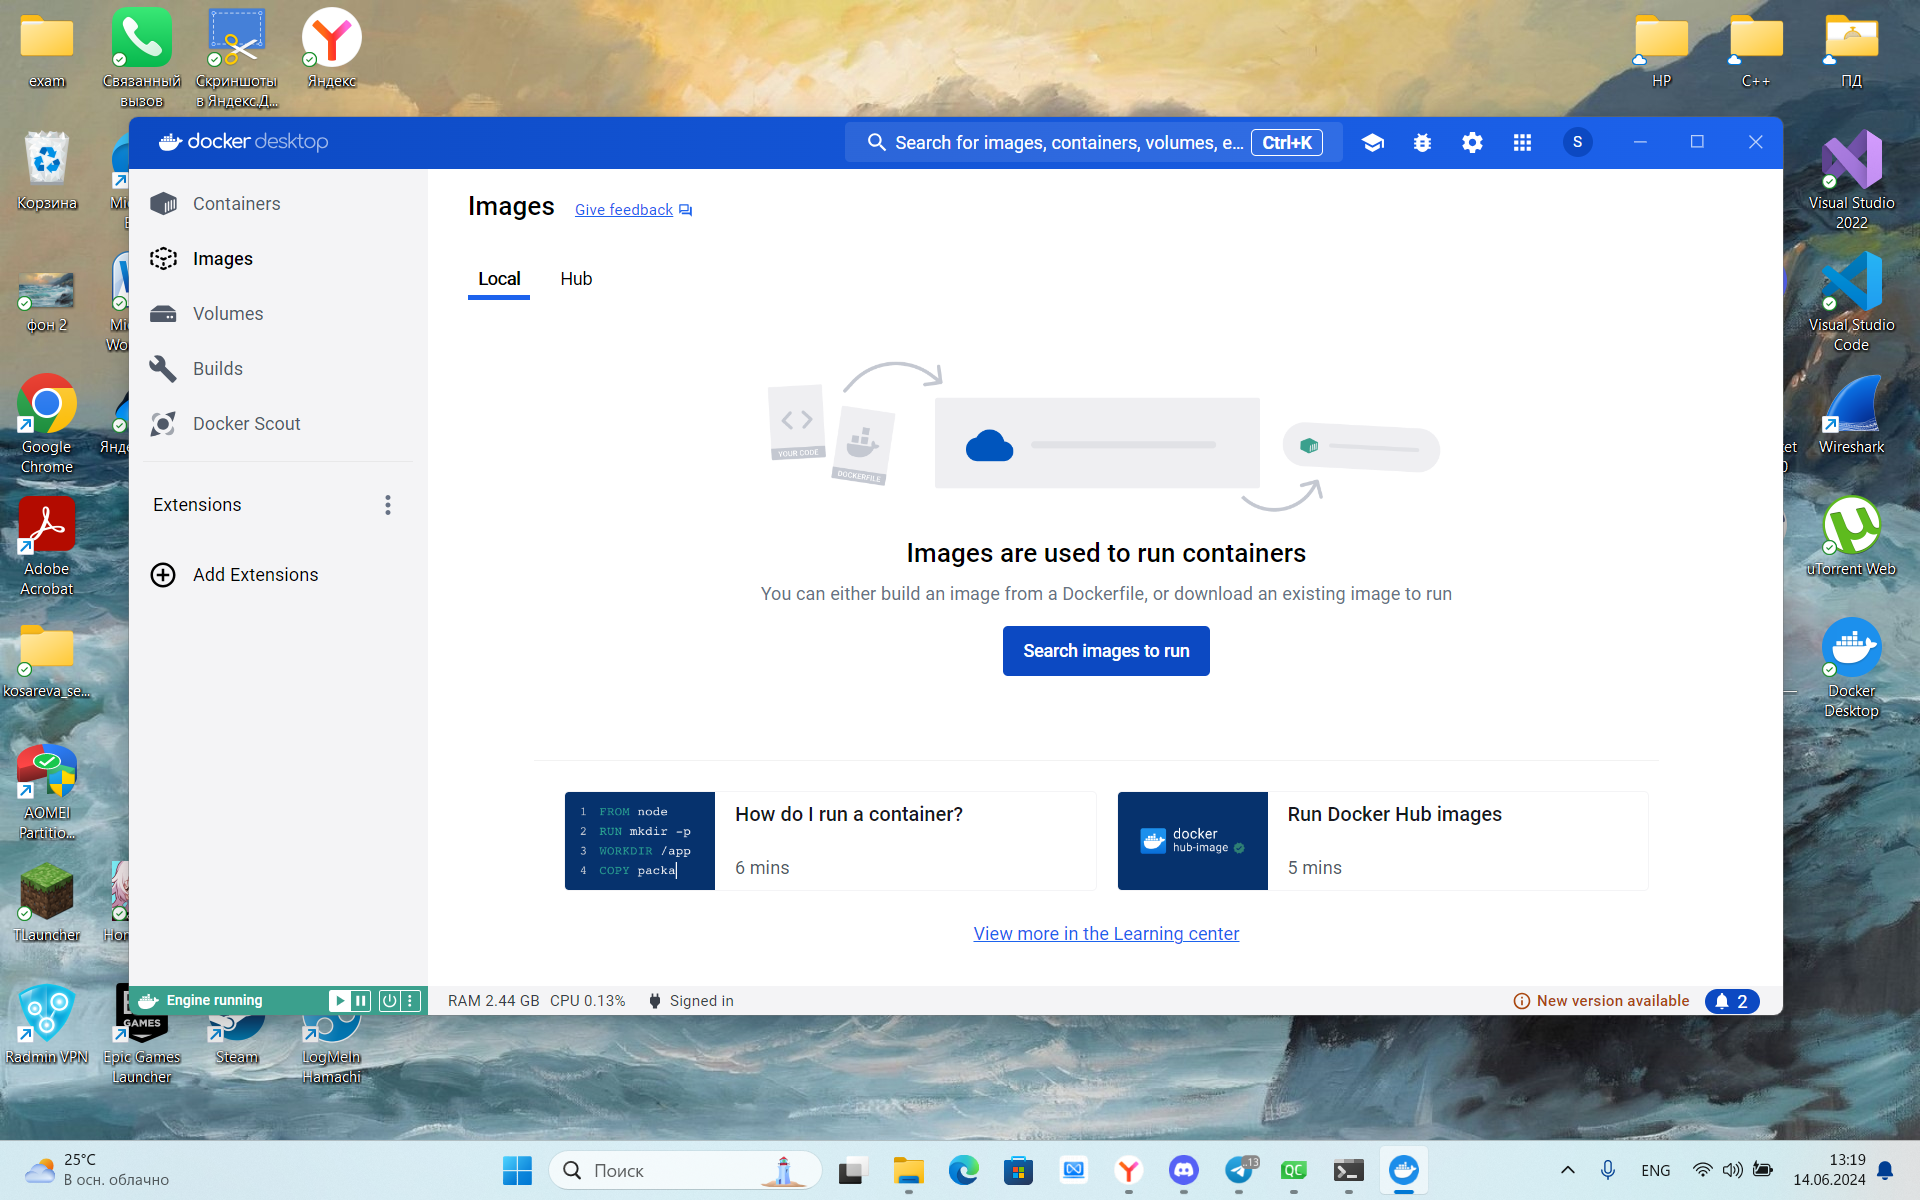 exam
Связанный
вызов
Скриншоты
в Яндекс.Д...
Яндекс
HP
C++
ПД
docker desktop
Search for images, containers, volumes, e...
Ctrl+K
S
Корзина
Containers
Images
Volumes
Builds
Docker Scout
Extensions
Add Extensions
Images
Give feedback
Local
Hub
YOUR CODE
DOCKERFILE
Images are used to run containers
You can either build an image from a Dockerfile, or download an existing image to run
Search images to run
1 FROM node
2 RUN mkdir -p
3 WORKDIR /app
4 COPY packa
How do I run a container?
6 mins
docker
hub-image
Run Docker Hub images
5 mins
View more in the Learning center
Engine running
RAM 2.44 GB CPU 0.13%
Signed in
New version available
2
фон 2
Google
Chrome
Adobe
Acrobat
kosareva_se...
AOMEI
Partitio...
TLauncher
Radmin VPN
GAMES
Epic Games
Launcher
Steam
LogMeIn
Hamachi
Visual Studio
2022
Visual Studio
Code
Wireshark
uTorrent Web
Docker
Desktop
25°C
В осн. облачно
Поиск
13
QC
ENG
13:19
14.06.2024